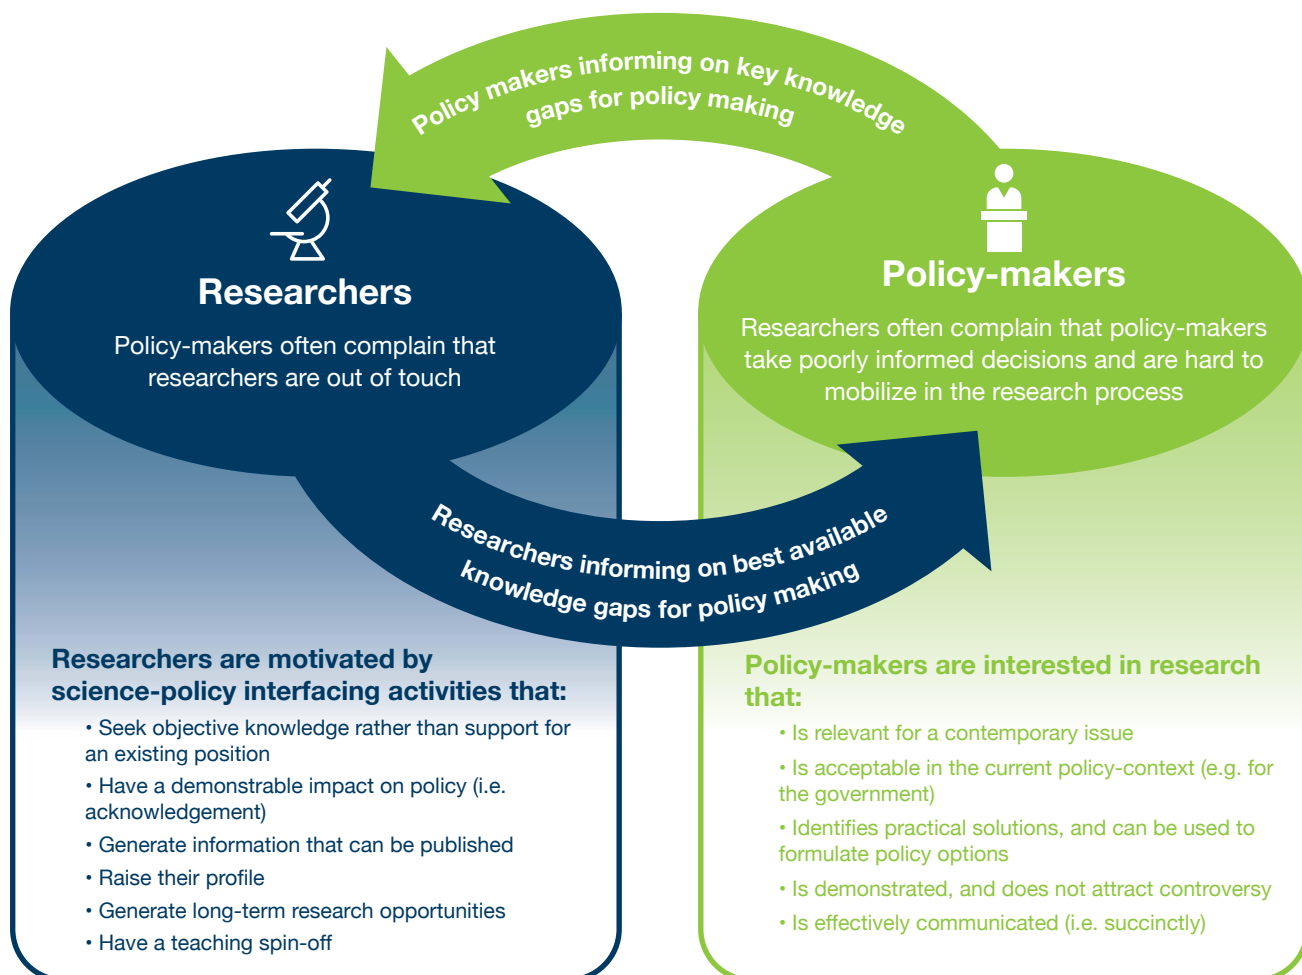 Policy makers informing on key knowledge
gaps for policy making
Researchers
Policy-makers often complain that
researchers are out of touch
Policy-makers
Researchers often complain that policy-makers
take poorly informed decisions and are hard to
mobilize in the research process
Researchers informing on best available
knowledge gaps for policy making
Researchers are motivated by
science-policy interfacing activities that:
• Seek objective knowledge rather than support for
an existing position
• Have a demonstrable impact on policy (i.e.
acknowledgement)
• Generate information that can be published
• Raise their profile
• Generate long-term research opportunities
• Have a teaching spin-off
Policy-makers are interested in research
that:
• Is relevant for a contemporary issue
• Is acceptable in the current policy-context (e.g. for
the government)
• Identifies practical solutions, and can be used to
formulate policy options
• Is demonstrated, and does not attract controversy
• Is effectively communicated (i.e. succinctly)